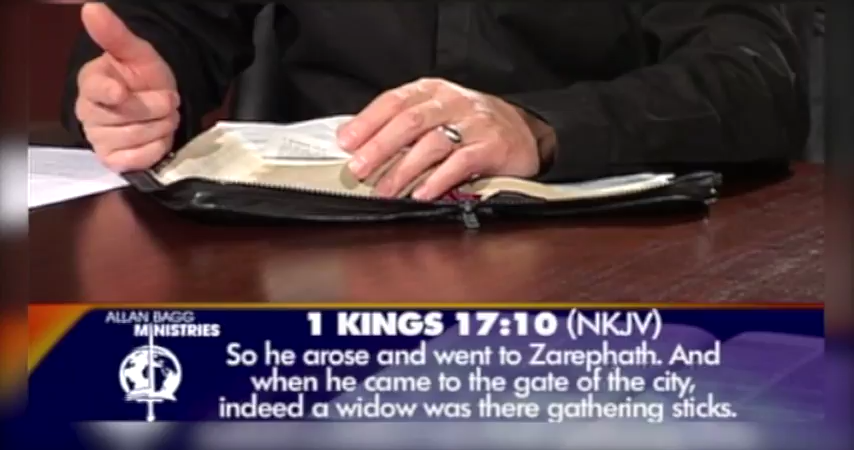 ALLAN BAGG
MINISTRIES
1 KINGS 17:10 (NKJV)
So he arose and went to Zarephath. And
when he came to the gate of the city,
indeed a widow was there gathering sticks.